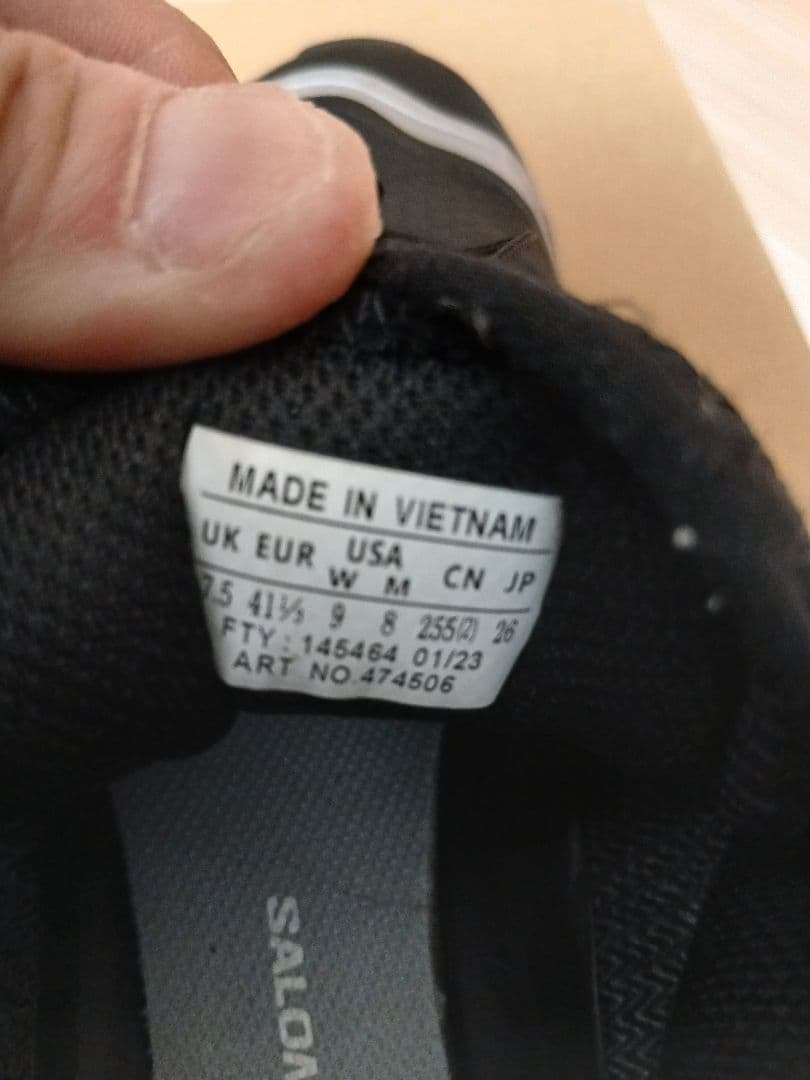 MADE IN VIETNAM
UK EUR USA CN JP
W M
7.5 41⅓ 9 8 255(2) 26
FTY: 145464 01/23
ART NO.474506
SALOM